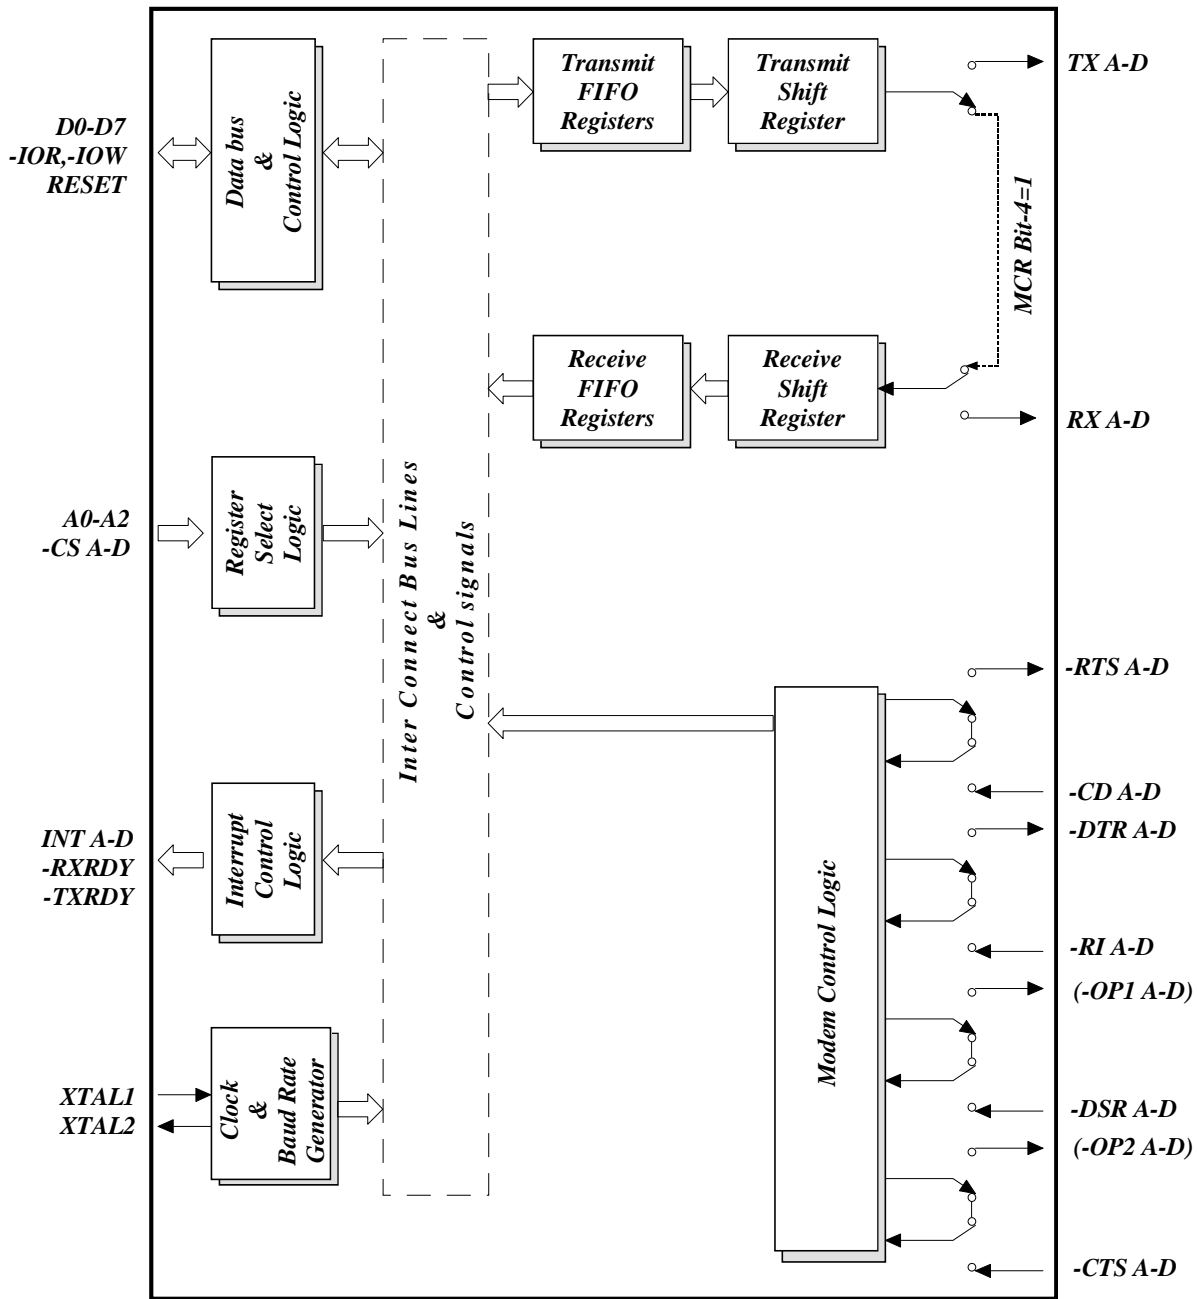 D0-D7
-IOR,-IOW
RESET
Data bus
&
Control Logic
A0-A2
-CS A-D
Register
Select
Logic
INT A-D
-RXRDY
-TXRDY
Interrupt
Control
Logic
XTAL1
XTAL2
Clock
&
Baud Rate
Generator
Inter Connect Bus Lines
&
Control signals
Transmit
FIFO
Registers
Transmit
Shift
Register
TX A-D
MCR Bit-4=1
Receive
FIFO
Registers
Receive
Shift
Register
RX A-D
Modem Control Logic
-RTS A-D
-CD A-D
-DTR A-D
-RI A-D
(-OP1 A-D)
-DSR A-D
(-OP2 A-D)
-CTS A-D